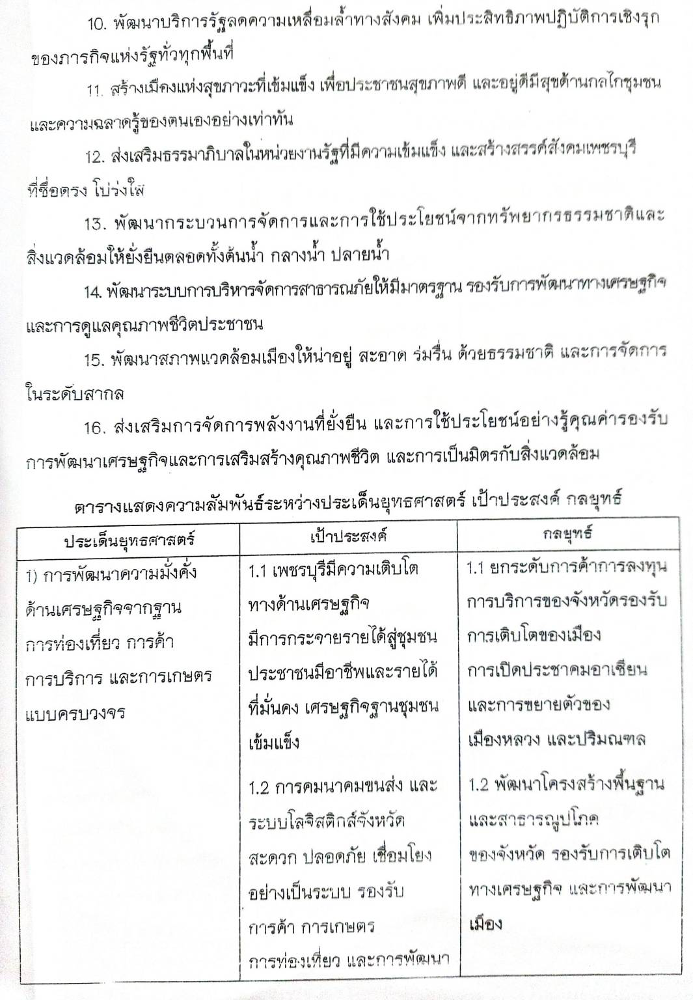 10. พัฒนาบริการรัฐลดความเหลื่อมล้ำทางสังคม เพิ่มประสิทธิภาพปฏิบัติการเชิงรุก
ของภารกิจแห่งรัฐทั่วทุกพื้นที่
11. สร้างเมืองแห่งสุขภาวะที่เข้มแข็ง เพื่อประชาชนสุขภาพดี และอยู่ดีมีสุขด้านกลไกชุมชน
และความฉลาดรู้ของตนเองอย่างเท่าทัน
12. ส่งเสริมธรรมาภิบาลในหน่วยงานรัฐที่มีความเข้มแข็ง และสร้างสรรค์สังคมเพชรบุรี
ที่ซื่อตรง โปร่งใส
13. พัฒนากระบวนการจัดการและการใช้ประโยชน์จากทรัพยากรธรรมชาติและ
สิ่งแวดล้อมให้ยั่งยืนตลอดทั้งต้นน้ำ กลางน้ำ ปลายน้ำ
14. พัฒนาระบบการบริหารจัดการสาธารณภัยให้มีมาตรฐาน รองรับการพัฒนาทางเศรษฐกิจ
และการดูแลคุณภาพชีวิตประชาชน
15. พัฒนาสภาพแวดล้อมเมืองให้น่าอยู่ สะอาด ร่มรื่น ด้วยธรรมชาติ และการจัดการ
ในระดับสากล
16. ส่งเสริมการจัดการพลังงานที่ยั่งยืน และการใช้ประโยชน์อย่างรู้คุณค่ารองรับ
การพัฒนาเศรษฐกิจและการเสริมสร้างคุณภาพชีวิต และการเป็นมิตรกับสิ่งแวดล้อม
ตารางแสดงความสัมพันธ์ระหว่างประเด็นยุทธศาสตร์ เป้าประสงค์ กลยุทธ์
ประเด็นยุทธศาสตร์
เป้าประสงค์
กลยุทธ์
1) การพัฒนาความมั่งคั่ง
ด้านเศรษฐกิจจากฐาน
การท่องเที่ยว การค้า
การบริการ และการเกษตร
แบบครบวงจร
1.1 เพชรบุรีมีความเติบโต
ทางด้านเศรษฐกิจ
มีการกระจายรายได้สู่ชุมชน
ประชาชนมีอาชีพและรายได้
ที่มั่นคง เศรษฐกิจฐานชุมชน
เข้มแข็ง
1.2 การคมนาคมขนส่ง และ
ระบบโลจิสติกส์จังหวัด
สะดวก ปลอดภัย เชื่อมโยง
อย่างเป็นระบบ รองรับ
การค้า การเกษตร
การท่องเที่ยว และการพัฒนา
1.1 ยกระดับการค้าการลงทุน
การบริการของจังหวัดรองรับ
การเติบโตของเมือง
การเปิดประชาคมอาเซียน
และการขยายตัวของ
เมืองหลวง และปริมณฑล
1.2 พัฒนาโครงสร้างพื้นฐาน
และสาธารณูปโภค
ของจังหวัด รองรับการเติบโต
ทางเศรษฐกิจ และการพัฒนา
เมือง